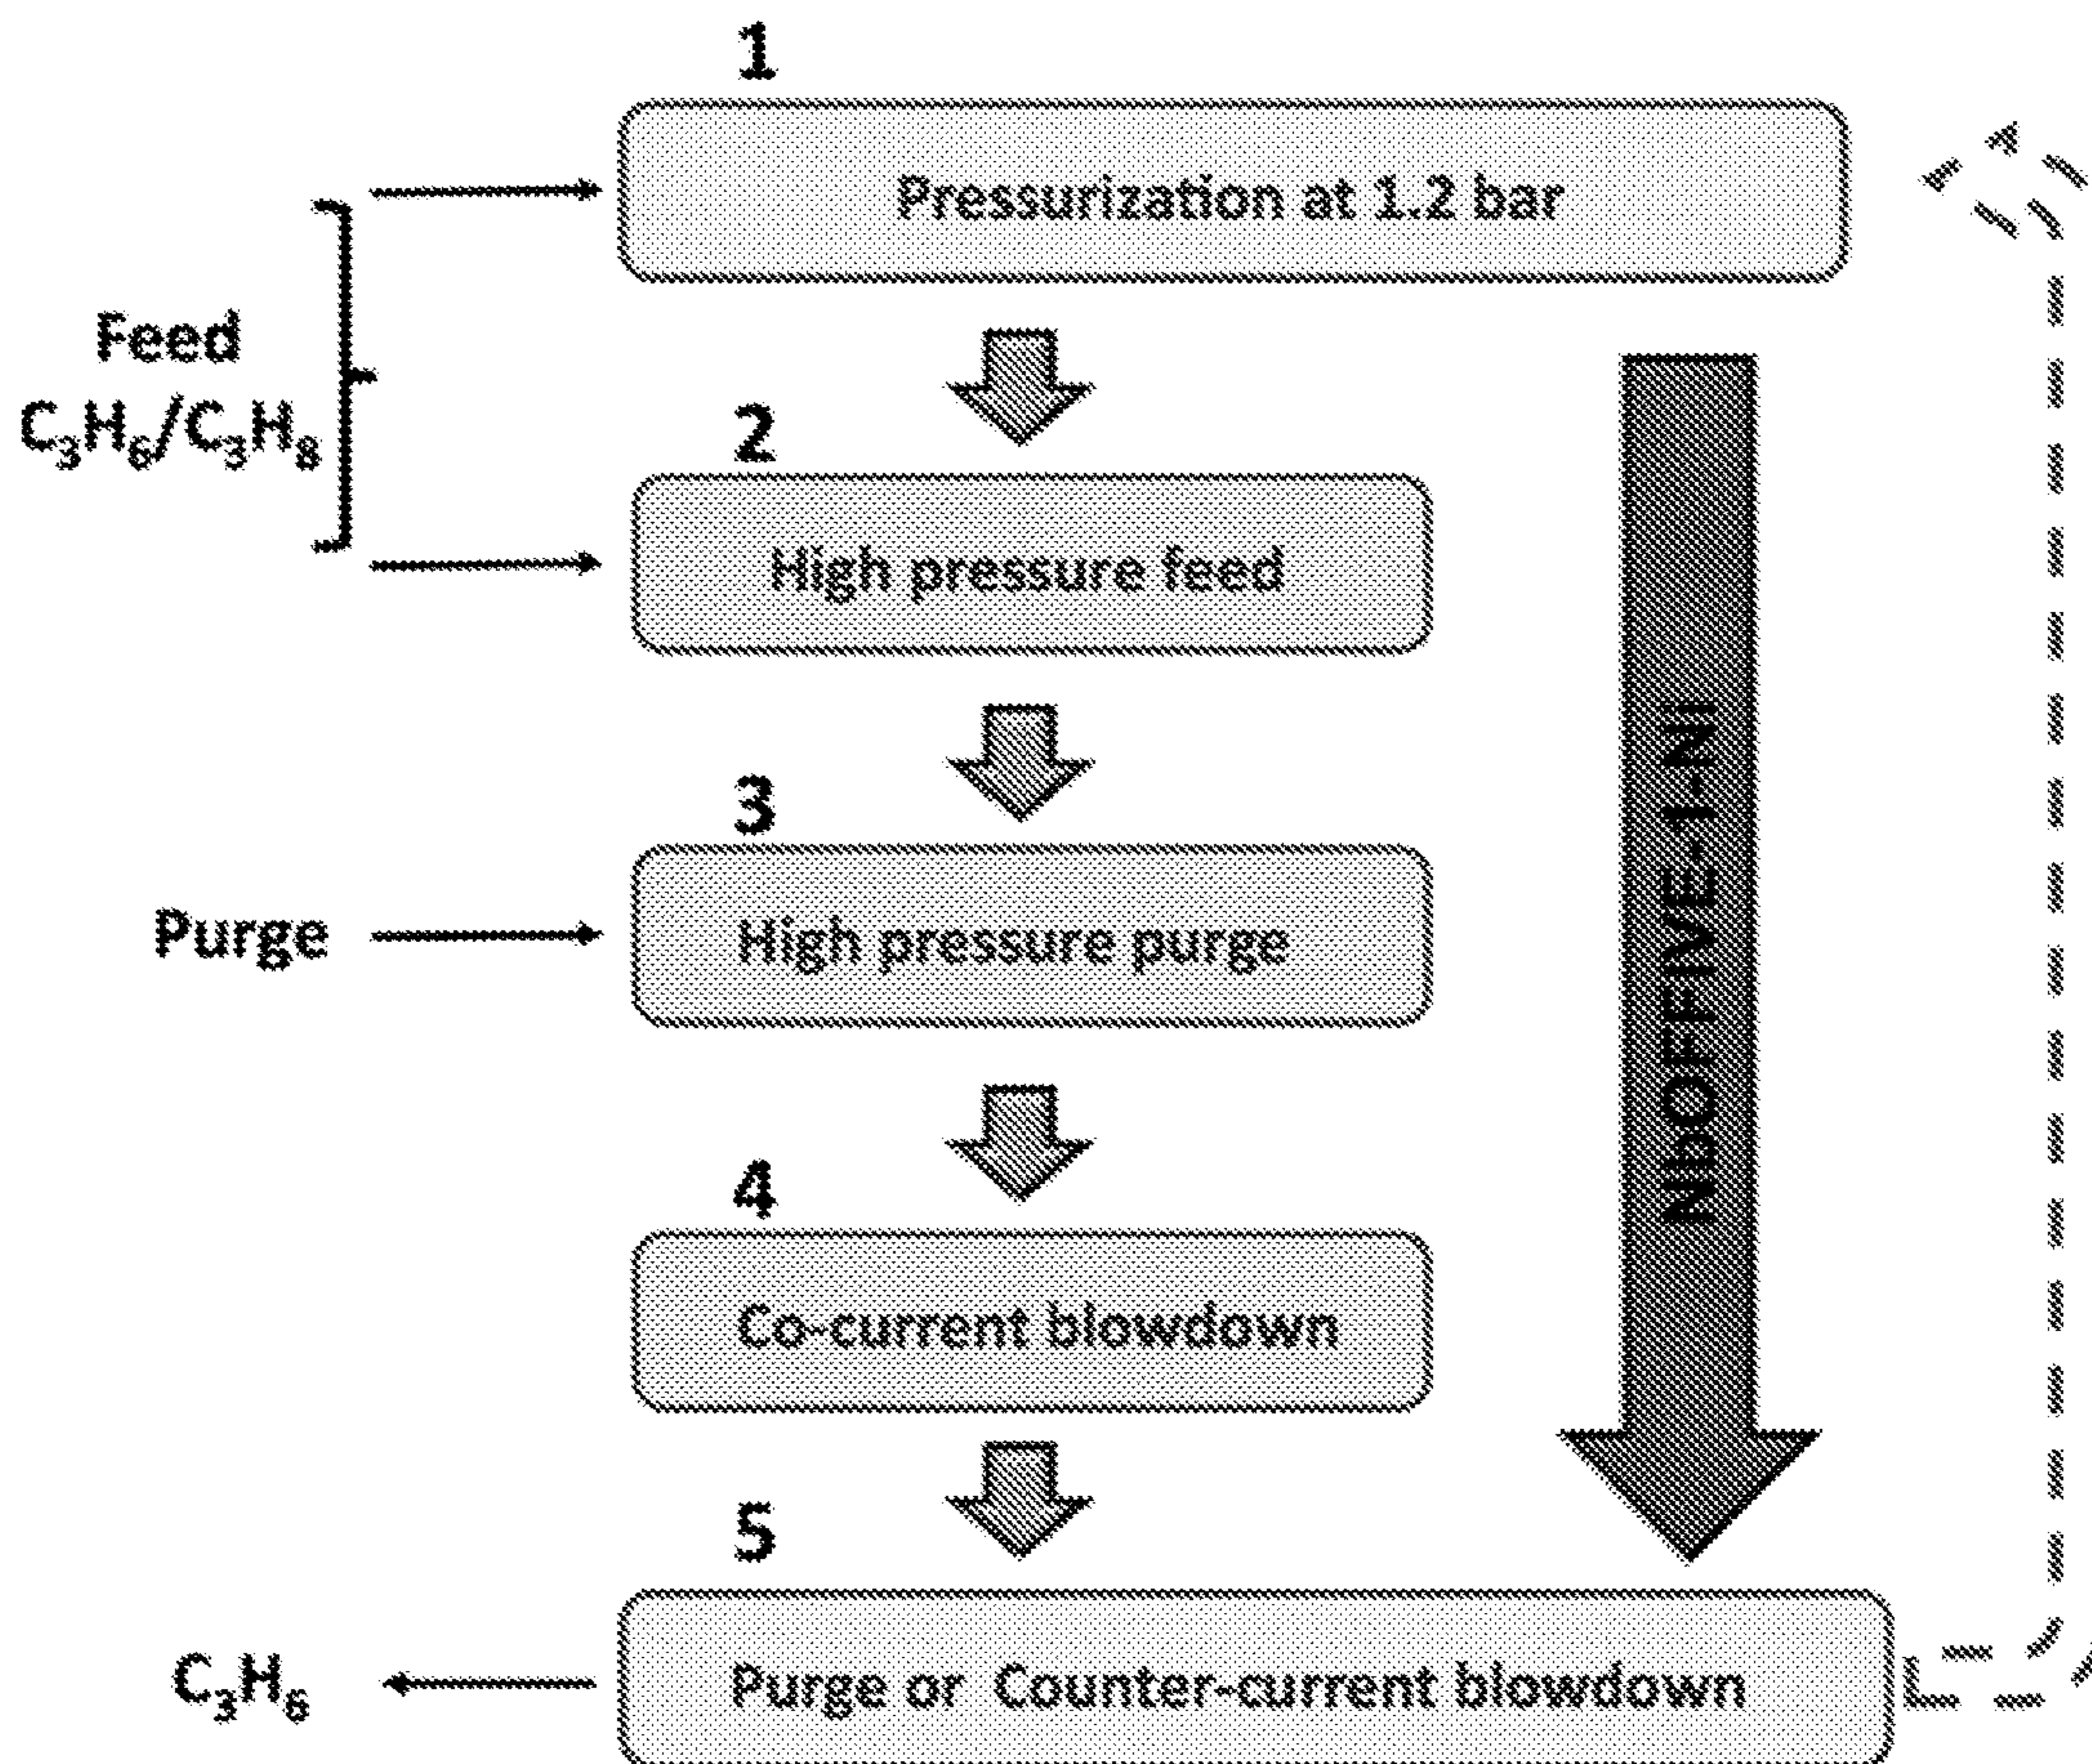 1
Pressurization at 1.2 bar
Feed
C₃H₆/C₃H₈
2
High pressure feed
3
Purge
High pressure purge
NbOFFIVE-1-NI
4
Co-current blowdown
5
C₃H₆
Purge or Counter-current blowdown